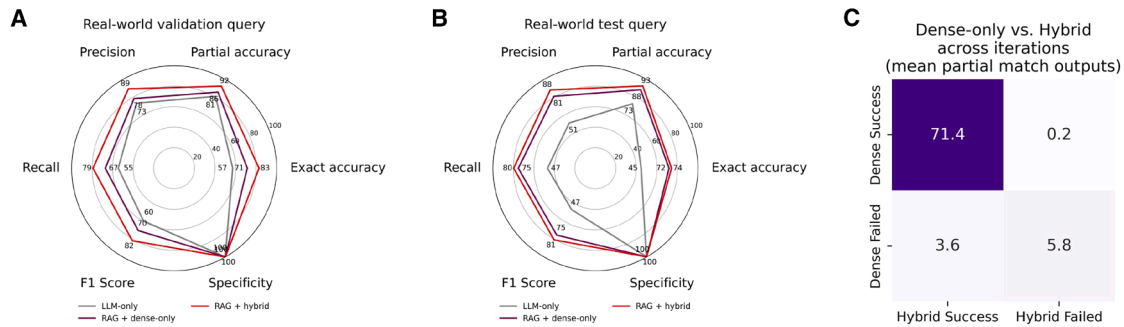 A
Real-world validation query
Precision
Partial accuracy
89
92
78
73
86
81
100
80
60
40
20
Recall
79
67
55
57
71
83
Exact accuracy
60
70
82
100
100
F1 Score
Specificity
LLM-only
RAG + dense-only
RAG + hybrid
B
Real-world test query
Precision
Partial accuracy
88
93
81
88
73
51
100
80
60
40
20
Recall
80
75
47
45
72
74
Exact accuracy
47
75
81
100
F1 Score
Specificity
LLM-only
RAG + dense-only
RAG + hybrid
C
Dense-only vs. Hybrid
across iterations
(mean partial match outputs)
Dense Success
71.4
0.2
Dense Failed
3.6
5.8
Hybrid Success
Hybrid Failed